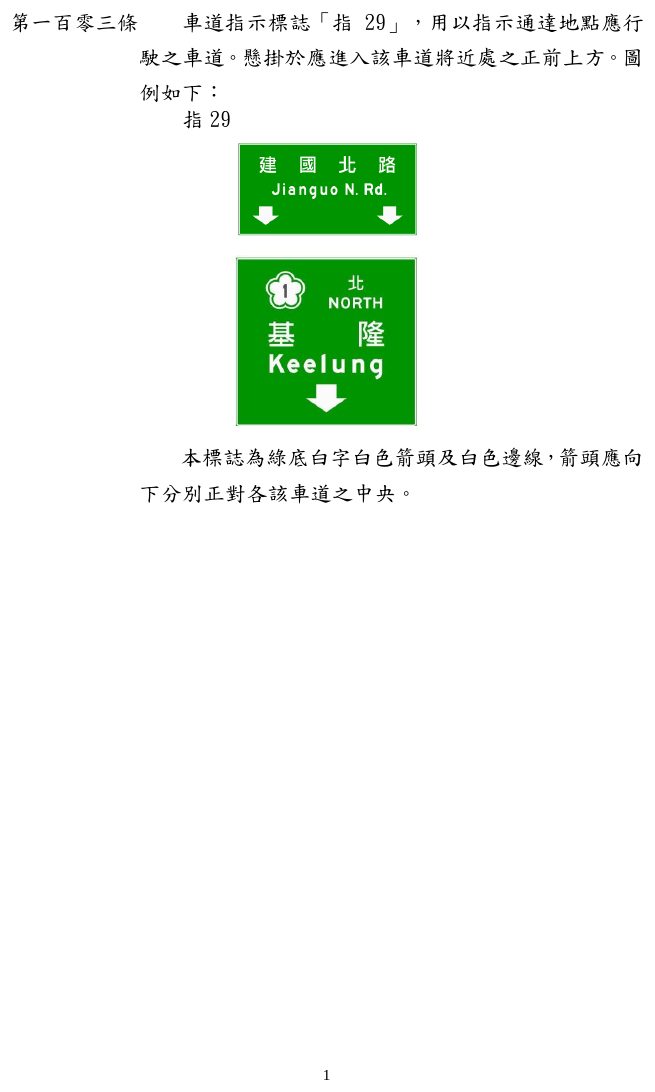 第一百零三條 車道指示標誌「指 29」，用以指示通達地點應行
駛之車道。懸掛於應進入該車道將近處之正前上方。圖
例如下：
指 29
建國北路
Jianguo N. Rd.
1 北
NORTH
基隆
Keelung
本標誌為綠底白字白色箭頭及白色邊線，箭頭應向
下分別正對各該車道之中央。
1